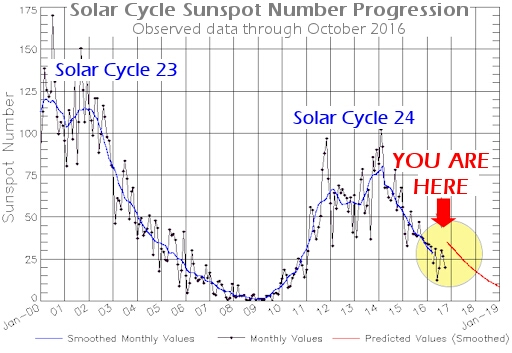 Solar Cycle Sunspot Number Progression
Observed data through October 2016
Solar Cycle 23
Solar Cycle 24
YOU ARE
HERE
Sunspot Number
175
150
125
100
75
50
25
0
Jan-00 01 02 03 04 05 06 07 08 09 10 11 12 13 14 15 16 17 18 Jan-19
Smoothed Monthly Values Monthly Values Predicted Values (Smoothed)